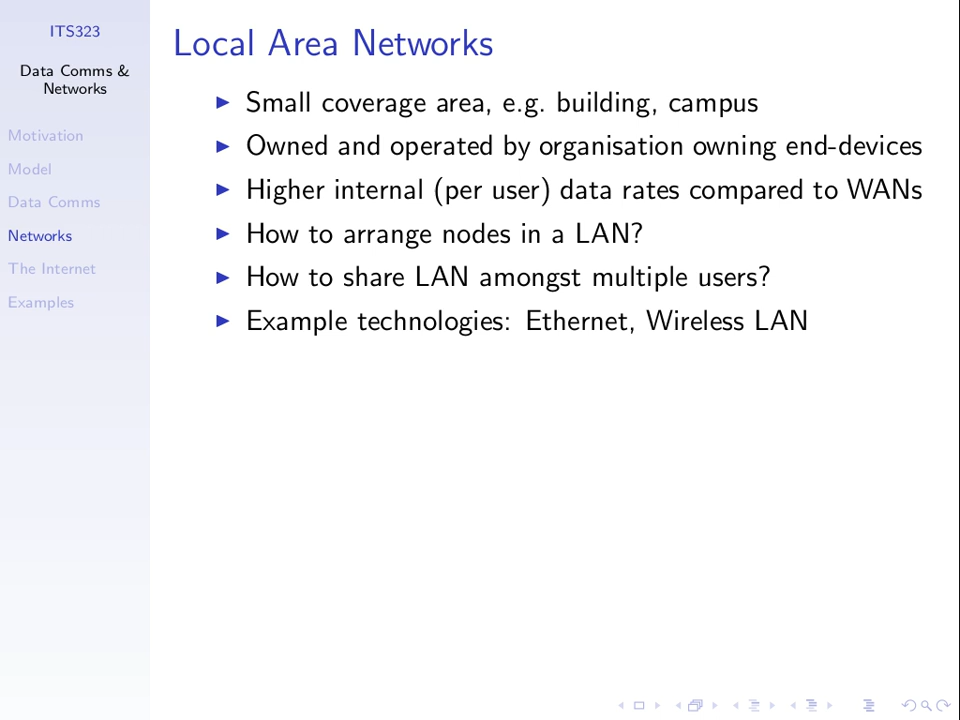 ITS323
Data Comms &
Networks
Motivation
Model
Data Comms
Networks
The Internet
Examples
Local Area Networks
Small coverage area, e.g. building, campus
Owned and operated by organisation owning end-devices
Higher internal (per user) data rates compared to WANs
How to arrange nodes in a LAN?
How to share LAN amongst multiple users?
Example technologies: Ethernet, Wireless LAN